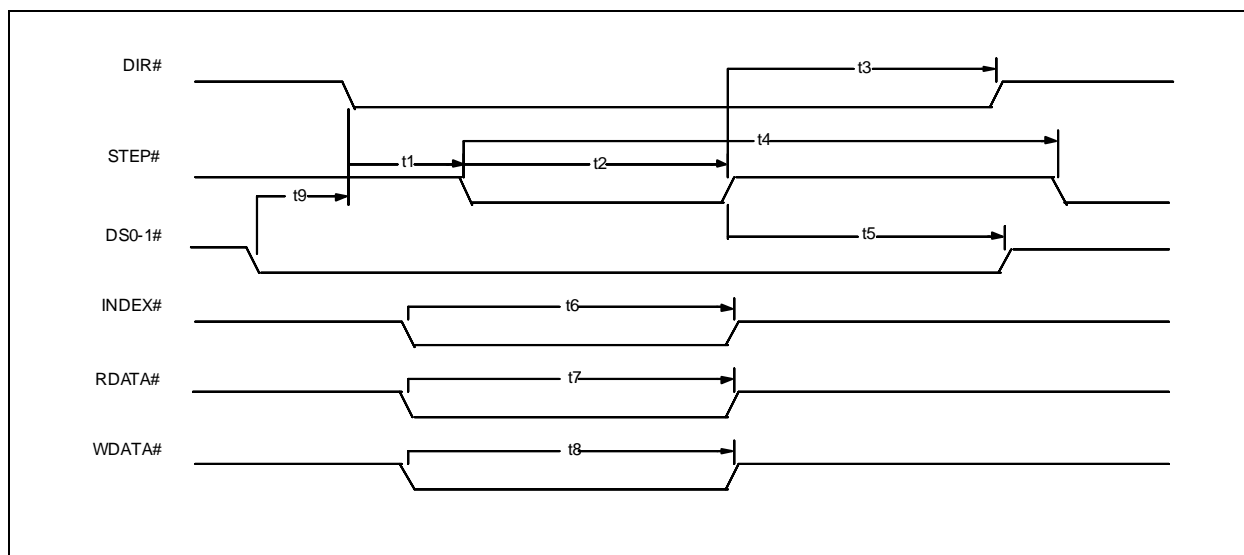 DIR#
t3
STEP#
t4
t1
t2
t9
DS0-1#
t5
INDEX#
t6
RDATA#
t7
WDATA#
t8